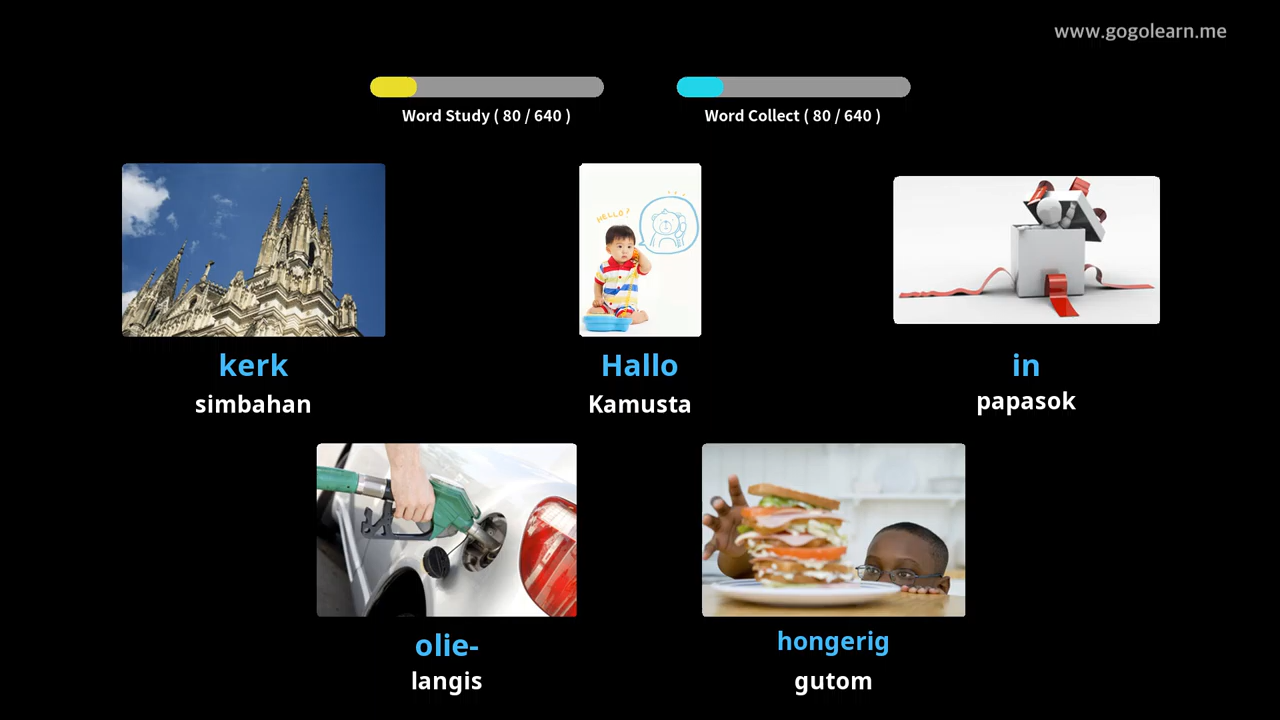 www.gogolearn.me
Word Study ( 80 / 640 )
Word Collect ( 80 / 640 )
HELLO?
kerk
simbahan
Hallo
Kamusta
in
papasok
olie-
langis
hongerig
gutom